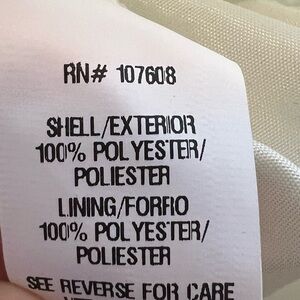 RN# 107608
SHELL/EXTERIOR
100% POLYESTER/
POLIESTER
LINING/FORRO
100% POLYESTER/
POLIESTER
SEE REVERSE FOR CARE